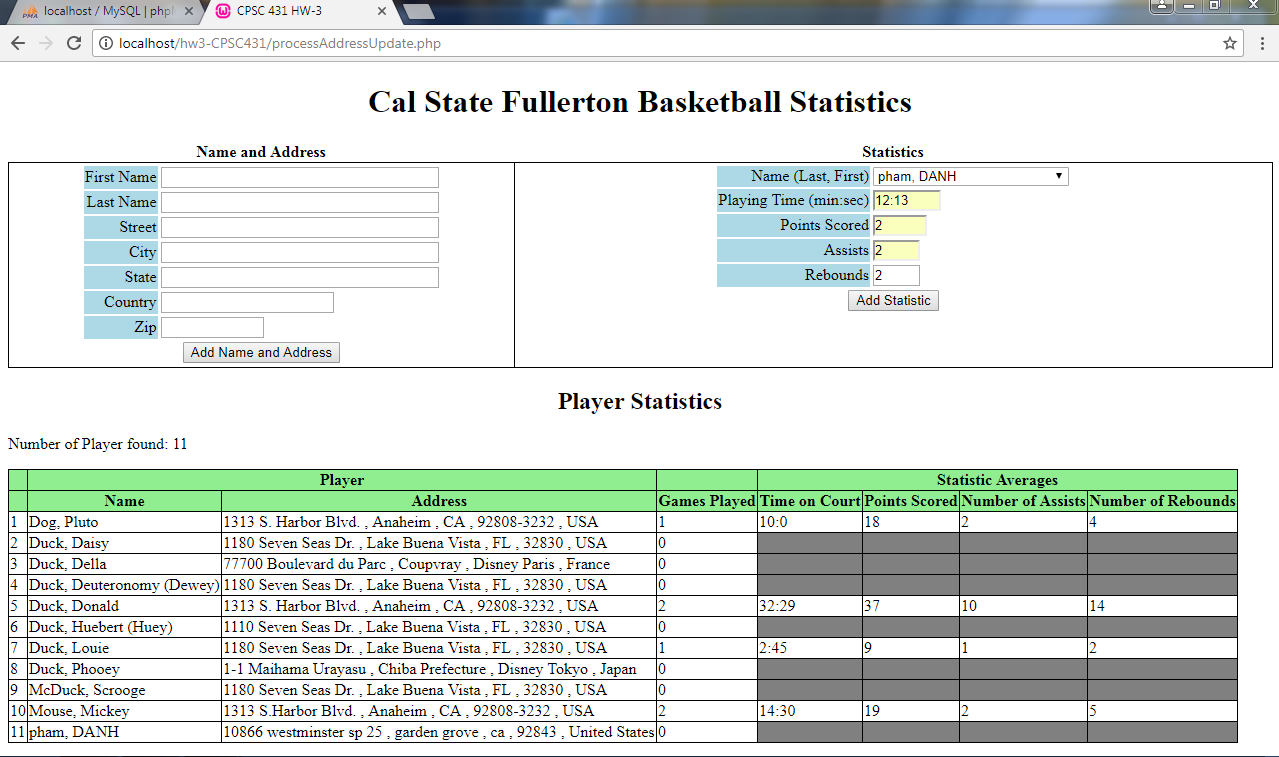 localhost / MySQL | php
CPSC 431 HW-3
localhost/hw3-CPSC431/processAddressUpdate.php
Cal State Fullerton Basketball Statistics
Name and Address
Statistics
First Name
Last Name
Street
City
State
Country
Zip
Add Name and Address
Name (Last, First) pham, DANH
Playing Time (min:sec) 12:13
Points Scored 2
Assists 2
Rebounds 2
Add Statistic
Player Statistics
Number of Player found: 11
Player Statistic Averages
Name Address Games Played Time on Court Points Scored Number of Assists Number of Rebounds
1 Dog, Pluto 1313 S. Harbor Blvd. , Anaheim , CA , 92808-3232 , USA 1 10:0 18 2 4
2 Duck, Daisy 1180 Seven Seas Dr. , Lake Buena Vista , FL , 32830 , USA 0
3 Duck, Della 77700 Boulevard du Parc , Coupvray , Disney Paris , France 0
4 Duck, Deuteronomy (Dewey) 1180 Seven Seas Dr. , Lake Buena Vista , FL , 32830 , USA 0
5 Duck, Donald 1313 S. Harbor Blvd. , Anaheim , CA , 92808-3232 , USA 2 32:29 37 10 14
6 Duck, Huebert (Huey) 1110 Seven Seas Dr. , Lake Buena Vista , FL , 32830 , USA 0
7 Duck, Louie 1180 Seven Seas Dr. , Lake Buena Vista , FL , 32830 , USA 1 2:45 9 1 2
8 Duck, Phooey 1-1 Maihama Urayasu , Chiba Prefecture , Disney Tokyo , Japan 0
9 McDuck, Scrooge 1180 Seven Seas Dr. , Lake Buena Vista , FL , 32830 , USA 0
10 Mouse, Mickey 1313 S.Harbor Blvd. , Anaheim , CA , 92808-3232 , USA 2 14:30 19 2 5
11 pham, DANH 10866 westminster sp 25 , garden grove , ca , 92843 , United States 0